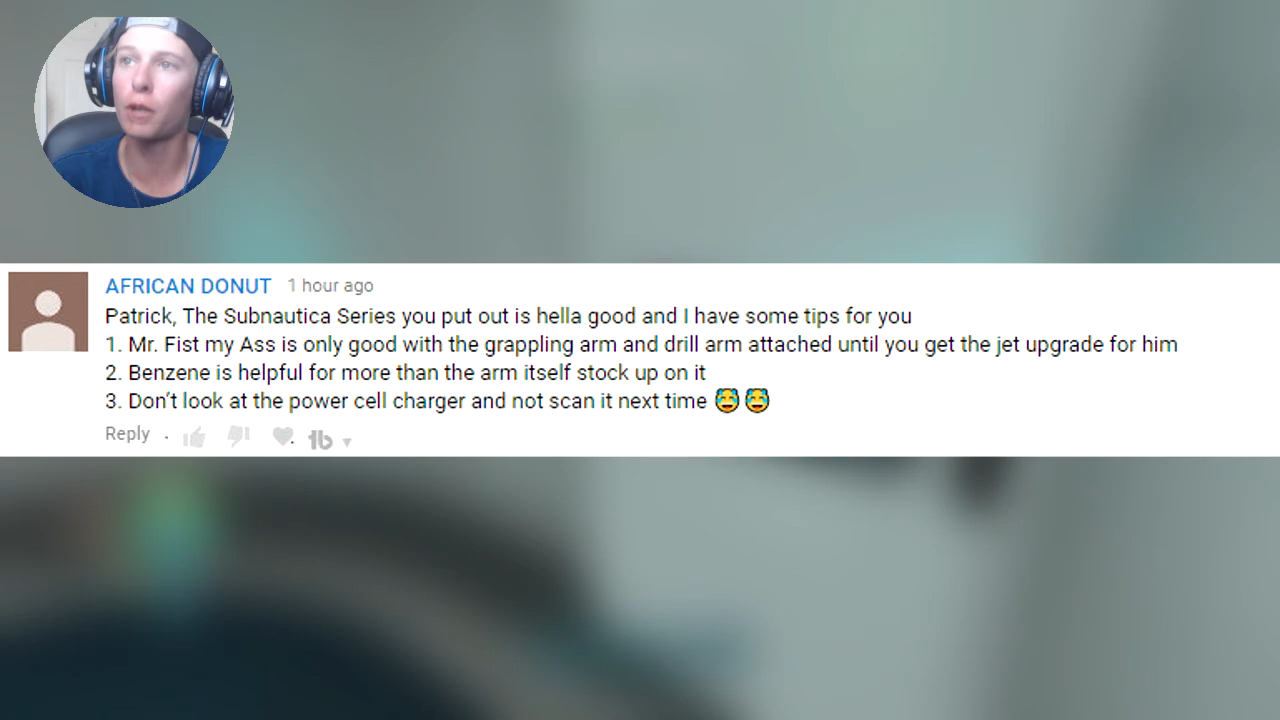 AFRICAN DONUT 1 hour ago
Patrick, The Subnautica Series you put out is hella good and I have some tips for you
1. Mr. Fist my Ass is only good with the grappling arm and drill arm attached until you get the jet upgrade for him
2. Benzene is helpful for more than the arm itself stock up on it
3. Don’t look at the power cell charger and not scan it next time 😂😂
Reply